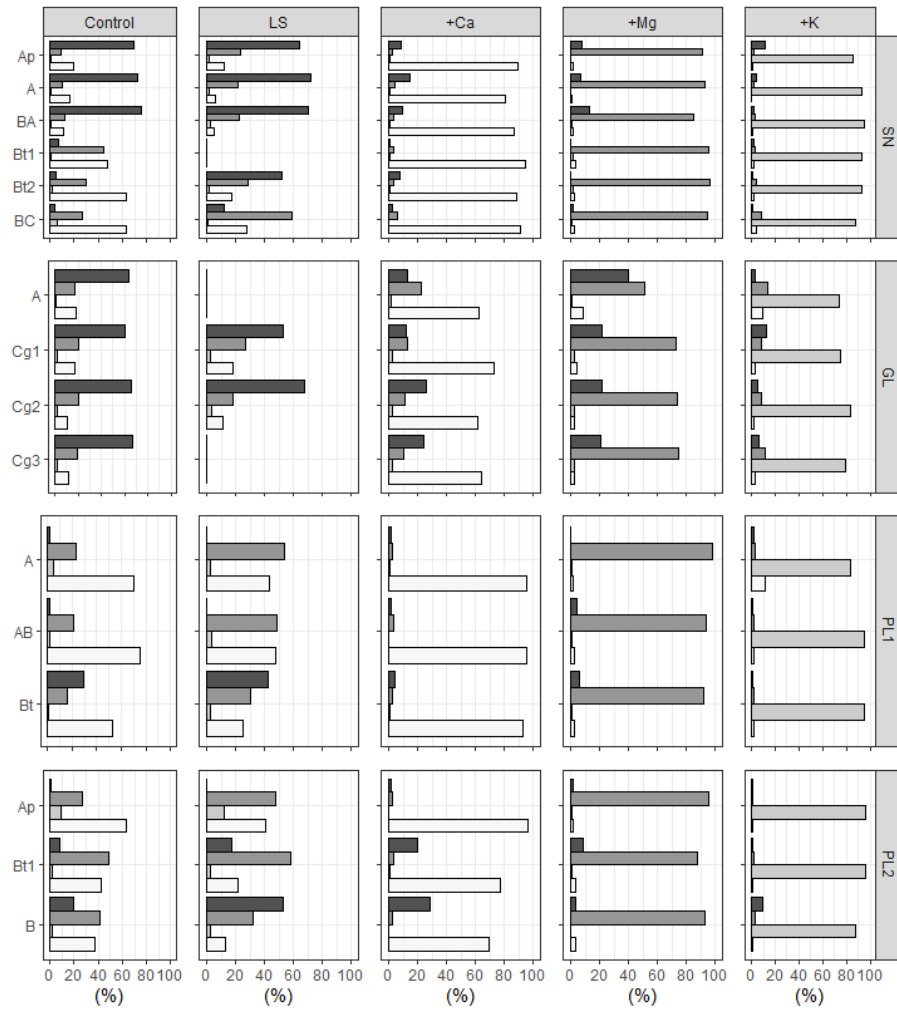 Control LS +Ca +Mg +K
Ap
A
BA
Bt1
Bt2
BC
SN
A
Cg1
Cg2
Cg3
GL
A
AB
Bt
PL1
Ap
Bt1
B
PL2
0 20 40 60 80 100 0 20 40 60 80 100 0 20 40 60 80 100 0 20 40 60 80 100 0 20 40 60 80 100
(%) (%) (%) (%) (%)